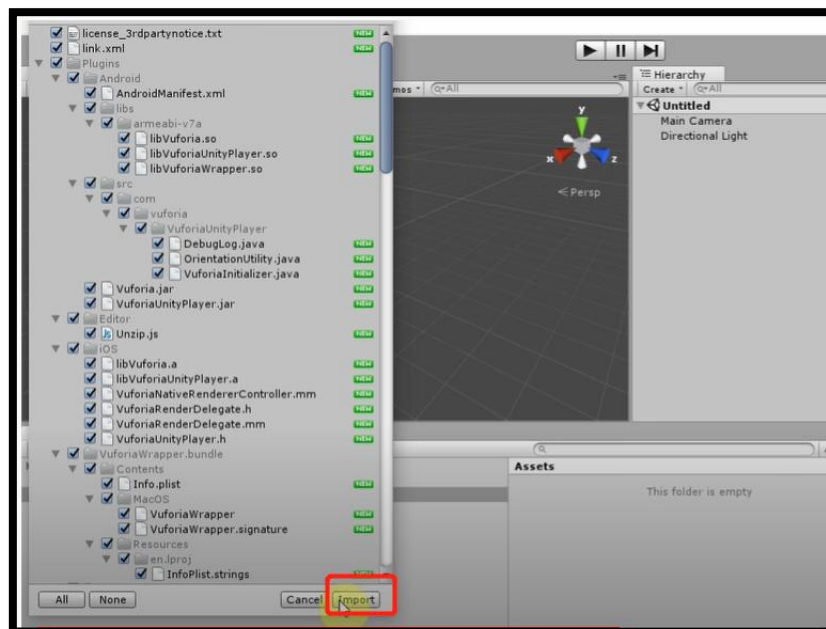 license_3rdpartynotice.txt NEW
link.xml NEW
Plugins
Android
AndroidManifest.xml NEW
libs
armeabi-v7a
libVuforia.so NEW
libVuforiaUnityPlayer.so NEW
libVuforiaWrapper.so NEW
src
com
vuforia
VuforiaUnityPlayer
DebugLog.java NEW
OrientationUtility.java NEW
VuforiaInitializer.java NEW
Vuforia.jar NEW
VuforiaUnityPlayer.jar NEW
Editor
Unzip.js NEW
iOS
libVuforia.a NEW
libVuforiaUnityPlayer.a NEW
VuforiaNativeRendererController.mm NEW
VuforiaRenderDelegate.h NEW
VuforiaRenderDelegate.mm NEW
VuforiaUnityPlayer.h NEW
VuforiaWrapper.bundle
Contents
Info.plist NEW
MacOS
VuforiaWrapper NEW
VuforiaWrapper.signature NEW
Resources
en.lproj
InfoPlist.strings
All None Cancel Import
All
y
x z
Persp
Hierarchy
Create All
Untitled
Main Camera
Directional Light
Assets
This folder is empty